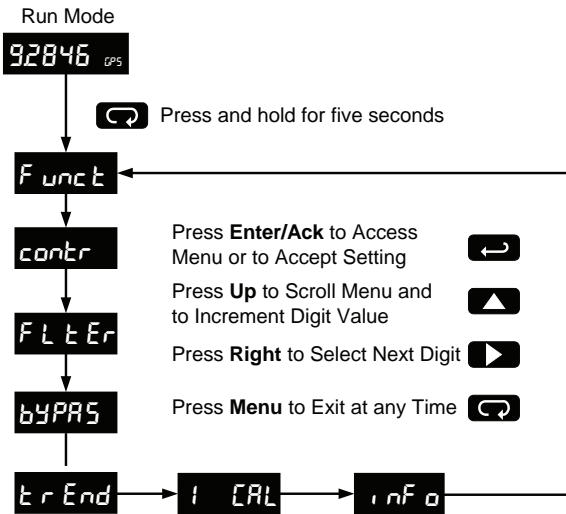 Run Mode
92846 GPS
Press and hold for five seconds
Funct
contr
Press Enter/Ack to Access
Menu or to Accept Setting
Press Up to Scroll Menu and
to Increment Digit Value
FLtEr
Press Right to Select Next Digit
bYPAS
Press Menu to Exit at any Time
trEnd
I CAL
inFo